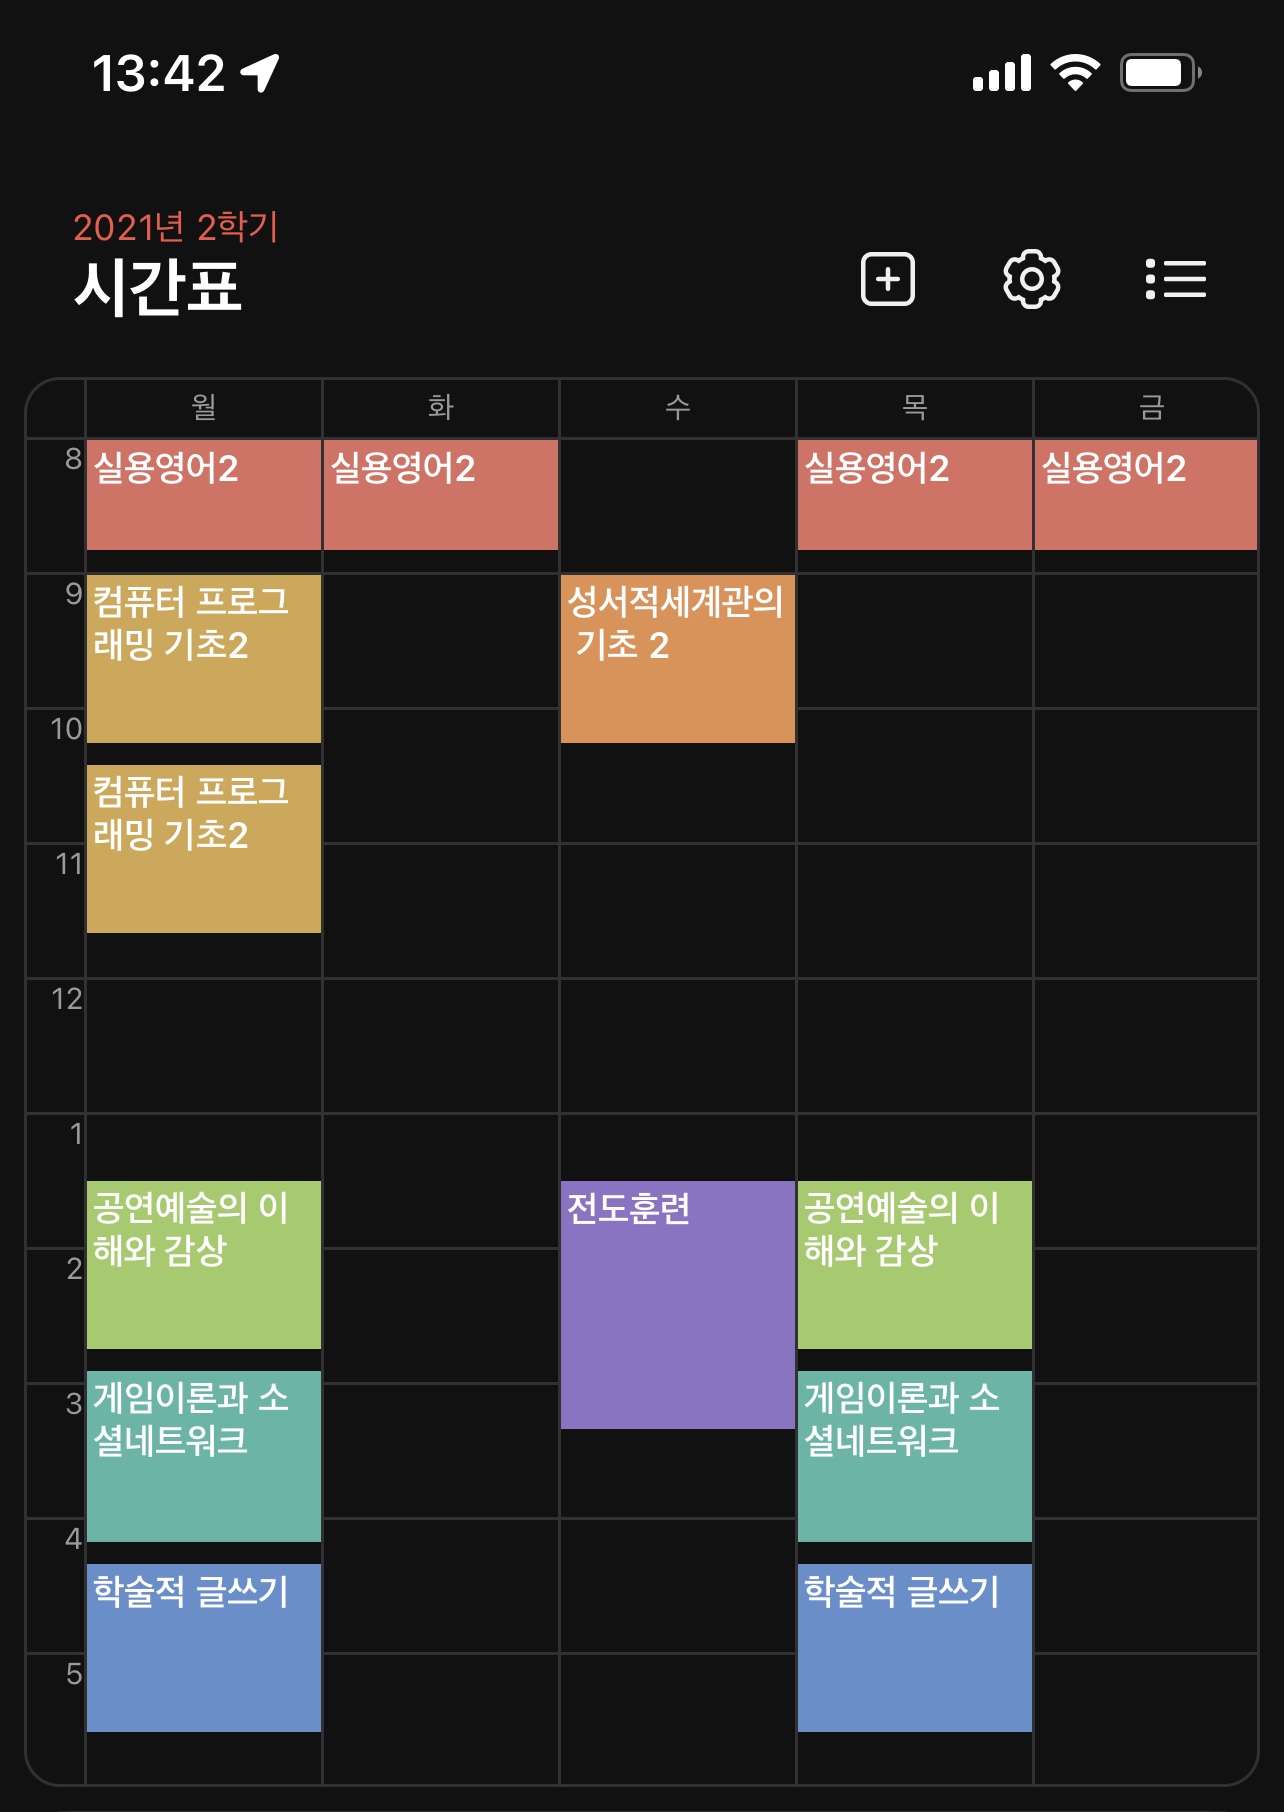 13:42
2021년 2학기
시간표
월 화 수 목 금
8
실용영어2
실용영어2
실용영어2
실용영어2
9
컴퓨터 프로그
래밍 기초2
성서적세계관의
기초 2
10
컴퓨터 프로그
래밍 기초2
11
12
1
공연예술의 이
해와 감상
전도훈련
공연예술의 이
해와 감상
2
3
게임이론과 소
셜네트워크
게임이론과 소
셜네트워크
4
학술적 글쓰기
학술적 글쓰기
5